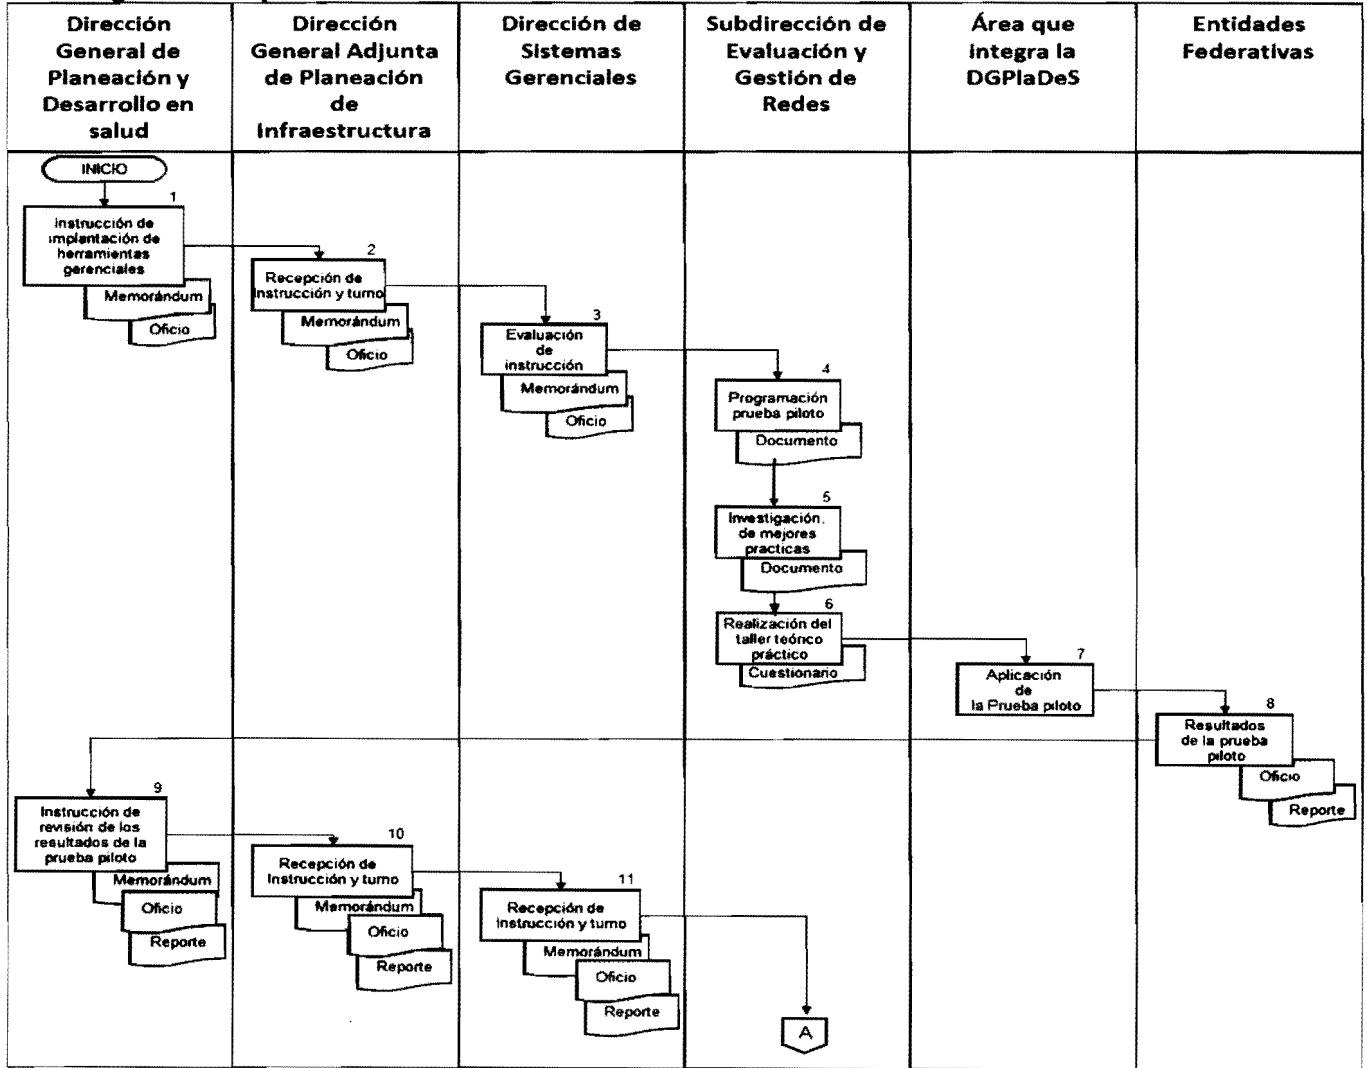 Dirección
General de
Planeación y
Desarrollo en
salud
Dirección
General Adjunta
de Planeación
de
Infraestructura
Dirección de
Sistemas
Gerenciales
Subdirección de
Evaluación y
Gestión de
Redes
Área que
integra la
DGPlaDeS
Entidades
Federativas
INICIO
1
Instrucción de
implantación de
herramientas
gerenciales
Memorándum
Oficio
2
Recepción de
Instrucción y turno
Memorándum
Oficio
3
Evaluación
de
instrucción
Memorándum
Oficio
4
Programación
prueba piloto
Documento
5
Investigación.
de mejores
practicas
Documento
6
Realización del
taller teórico
práctico
Cuestionario
7
Aplicación
de
la Prueba piloto
8
Resultados
de la prueba
piloto
Oficio
Reporte
9
Instrucción de
revisión de los
resultados de la
prueba piloto
Memorándum
Oficio
Reporte
10
Recepción de
Instrucción y turno
Memorándum
Oficio
Reporte
11
Recepción de
Instrucción y turno
Memorándum
Oficio
Reporte
A